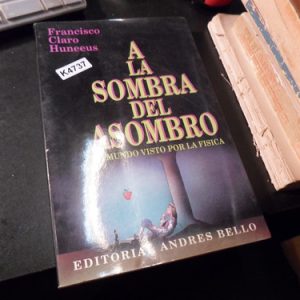 Francisco
Claro
Huneeus
K4737
A
LA
SOMBRA
DEL
ASOMBRO
MUNDO VISTO POR LA FISICA
EDITORIAL ANDRES BELLO